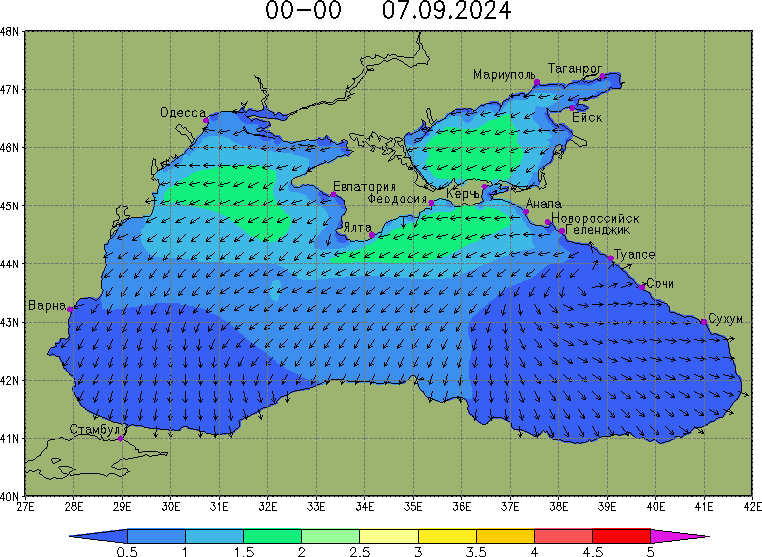 00-00 07.09.2024
48N
Таганрог
Мариуполь
47N
Одесса
Ейск
46N
Евпатория
Керчь
Феодосия
45N
Анапа
Новороссийск
Ялта
Геленджик
Туапсе
44N
Сочи
Варна
Сухум
43N
42N
Стамбул
41N
40N
27E 28E 29E 30E 31E 32E 33E 34E 35E 36E 37E 38E 39E 40E 41E 42E
0.5 1 1.5 2 2.5 3 3.5 4 4.5 5